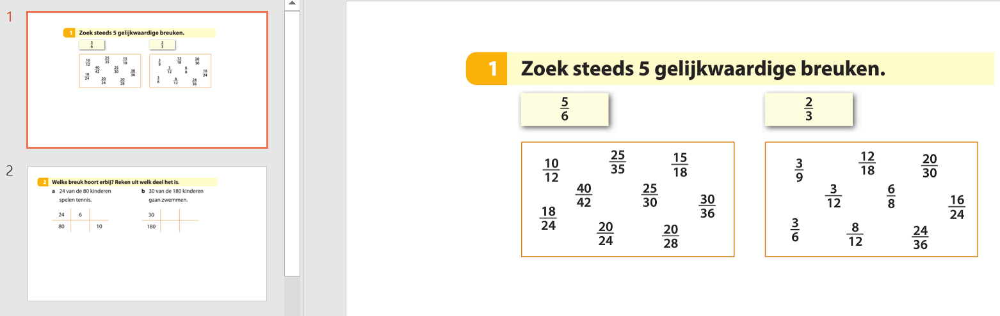 1
1 Zoek steeds 5 gelijkwaardige breuken.
5/6 2/3
10/12 25/35 15/18 3/9 12/18 20/30
40/42 25/30 30/36 3/12 6/8 16/24
18/24 20/24 20/28 3/6 8/12 24/36
2
2 Welke breuk hoort erbij? Reken uit welk deel het is.
a 24 van de 80 kinderen b 30 van de 180 kinderen
spelen tennis. gaan zwemmen.
24 6 30
80 10 180
1 Zoek steeds 5 gelijkwaardige breuken.
5/6 2/3
10/12 25/35 15/18 3/9 12/18 20/30
40/42 25/30 30/36 3/12 6/8 16/24
18/24 20/24 20/28 3/6 8/12 24/36